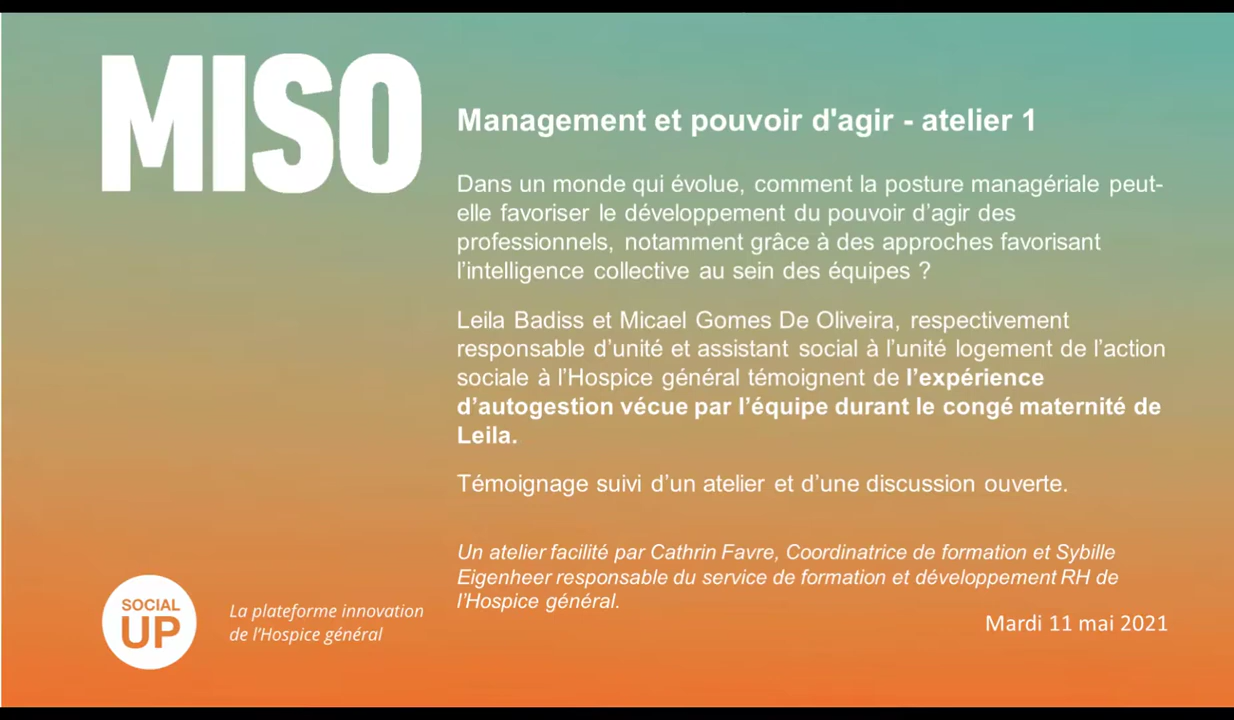 MISO
Management et pouvoir d'agir - atelier 1
Dans un monde qui évolue, comment la posture managériale peut-
elle favoriser le développement du pouvoir d’agir des
professionnels, notamment grâce à des approches favorisant
l’intelligence collective au sein des équipes ?
Leila Badiss et Micael Gomes De Oliveira, respectivement
responsable d’unité et assistant social à l’unité logement de l’action
sociale à l’Hospice général témoignent de l’expérience
d’autogestion vécue par l’équipe durant le congé maternité de
Leila.
Témoignage suivi d’un atelier et d’une discussion ouverte.
Un atelier facilité par Cathrin Favre, Coordinatrice de formation et Sybille
Eigenheer responsable du service de formation et développement RH de
l’Hospice général.
Mardi 11 mai 2021
SOCIAL
UP
La plateforme innovation
de l’Hospice général